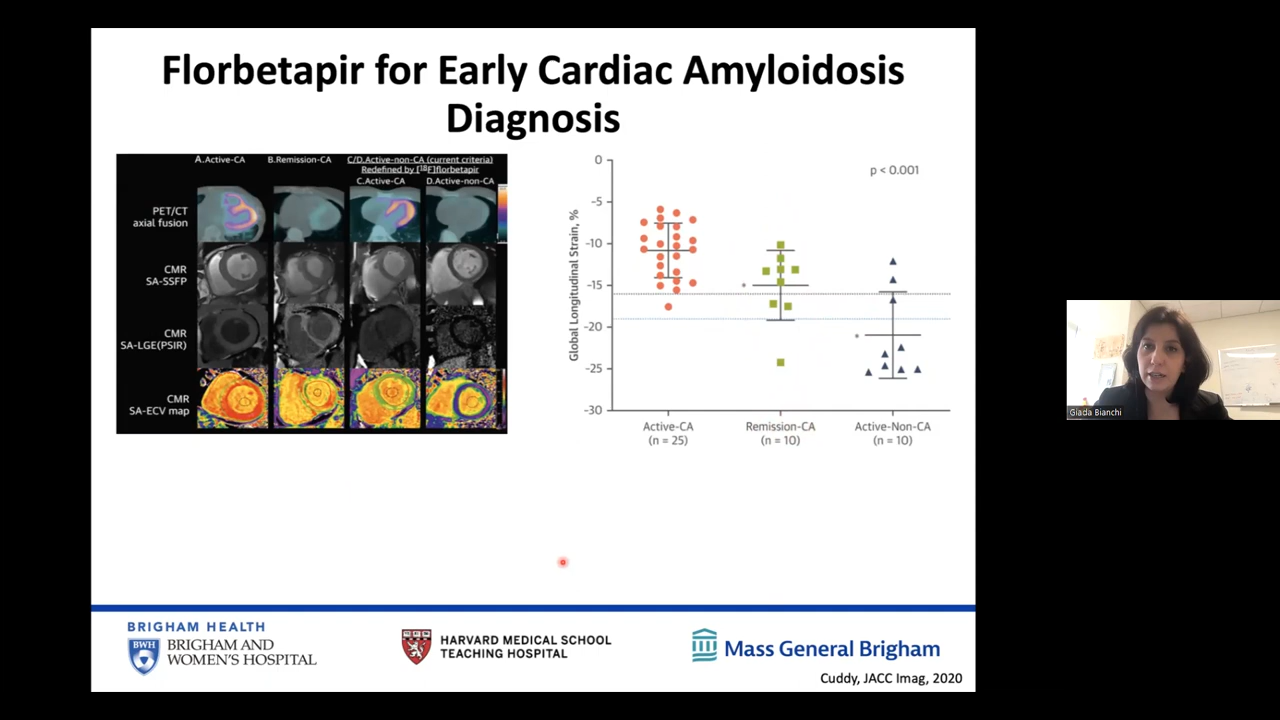 Florbetapir for Early Cardiac Amyloidosis
Diagnosis
A.Active-CA
B.Remission-CA
C/D.Active-non-CA (current criteria)
Redefined by [18F]florbetapir
C.Active-CA
D.Active-non-CA
PET/CT
axial fusion
CMR
SA-SSFP
CMR
SA-LGE(PSIR)
CMR
SA-ECV map
Global Longitudinal Strain, %
0
-5
-10
-15
-20
-25
-30
p < 0.001
*
*
Active-CA
(n = 25)
Remission-CA
(n = 10)
Active-Non-CA
(n = 10)
Giada Bianchi
BRIGHAM HEALTH
BWH
BRIGHAM AND
WOMEN'S HOSPITAL
HARVARD MEDICAL SCHOOL
TEACHING HOSPITAL
Mass General Brigham
Cuddy, JACC Imag, 2020